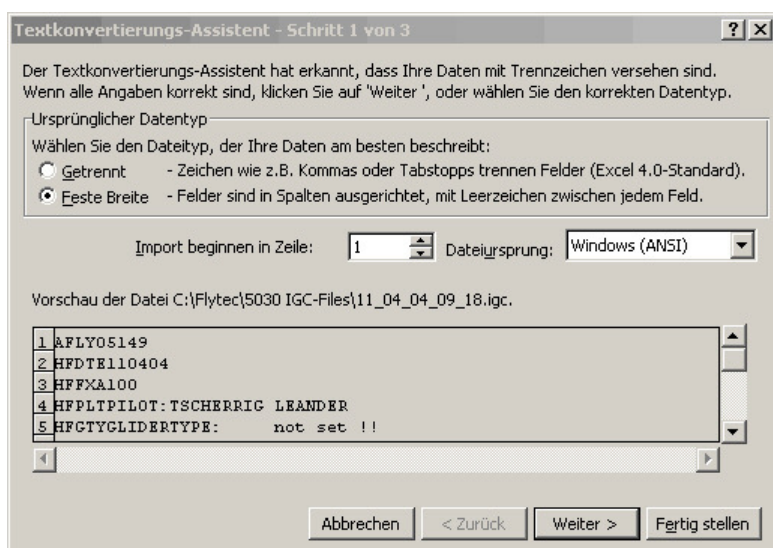 Textkonvertierungs-Assistent - Schritt 1 von 3
Der Textkonvertierungs-Assistent hat erkannt, dass Ihre Daten mit Trennzeichen versehen sind.
Wenn alle Angaben korrekt sind, klicken Sie auf 'Weiter ', oder wählen Sie den korrekten Datentyp.
Ursprünglicher Datentyp
Wählen Sie den Dateityp, der Ihre Daten am besten beschreibt:
Getrennt - Zeichen wie z.B. Kommas oder Tabstopps trennen Felder (Excel 4.0-Standard).
Feste Breite - Felder sind in Spalten ausgerichtet, mit Leerzeichen zwischen jedem Feld.
Import beginnen in Zeile: 1 Dateiursprung: Windows (ANSI)
Vorschau der Datei C:\Flytec\5030 IGC-Files\11_04_04_09_18.igc.
1 AFLY05149
2 HFDTE110404
3 HFFXA100
4 HFPLTPILOT:TSCHERRIG LEANDER
5 HFGTYGLIDERTYPE: not set !!
Abbrechen < Zurück Weiter > Fertig stellen